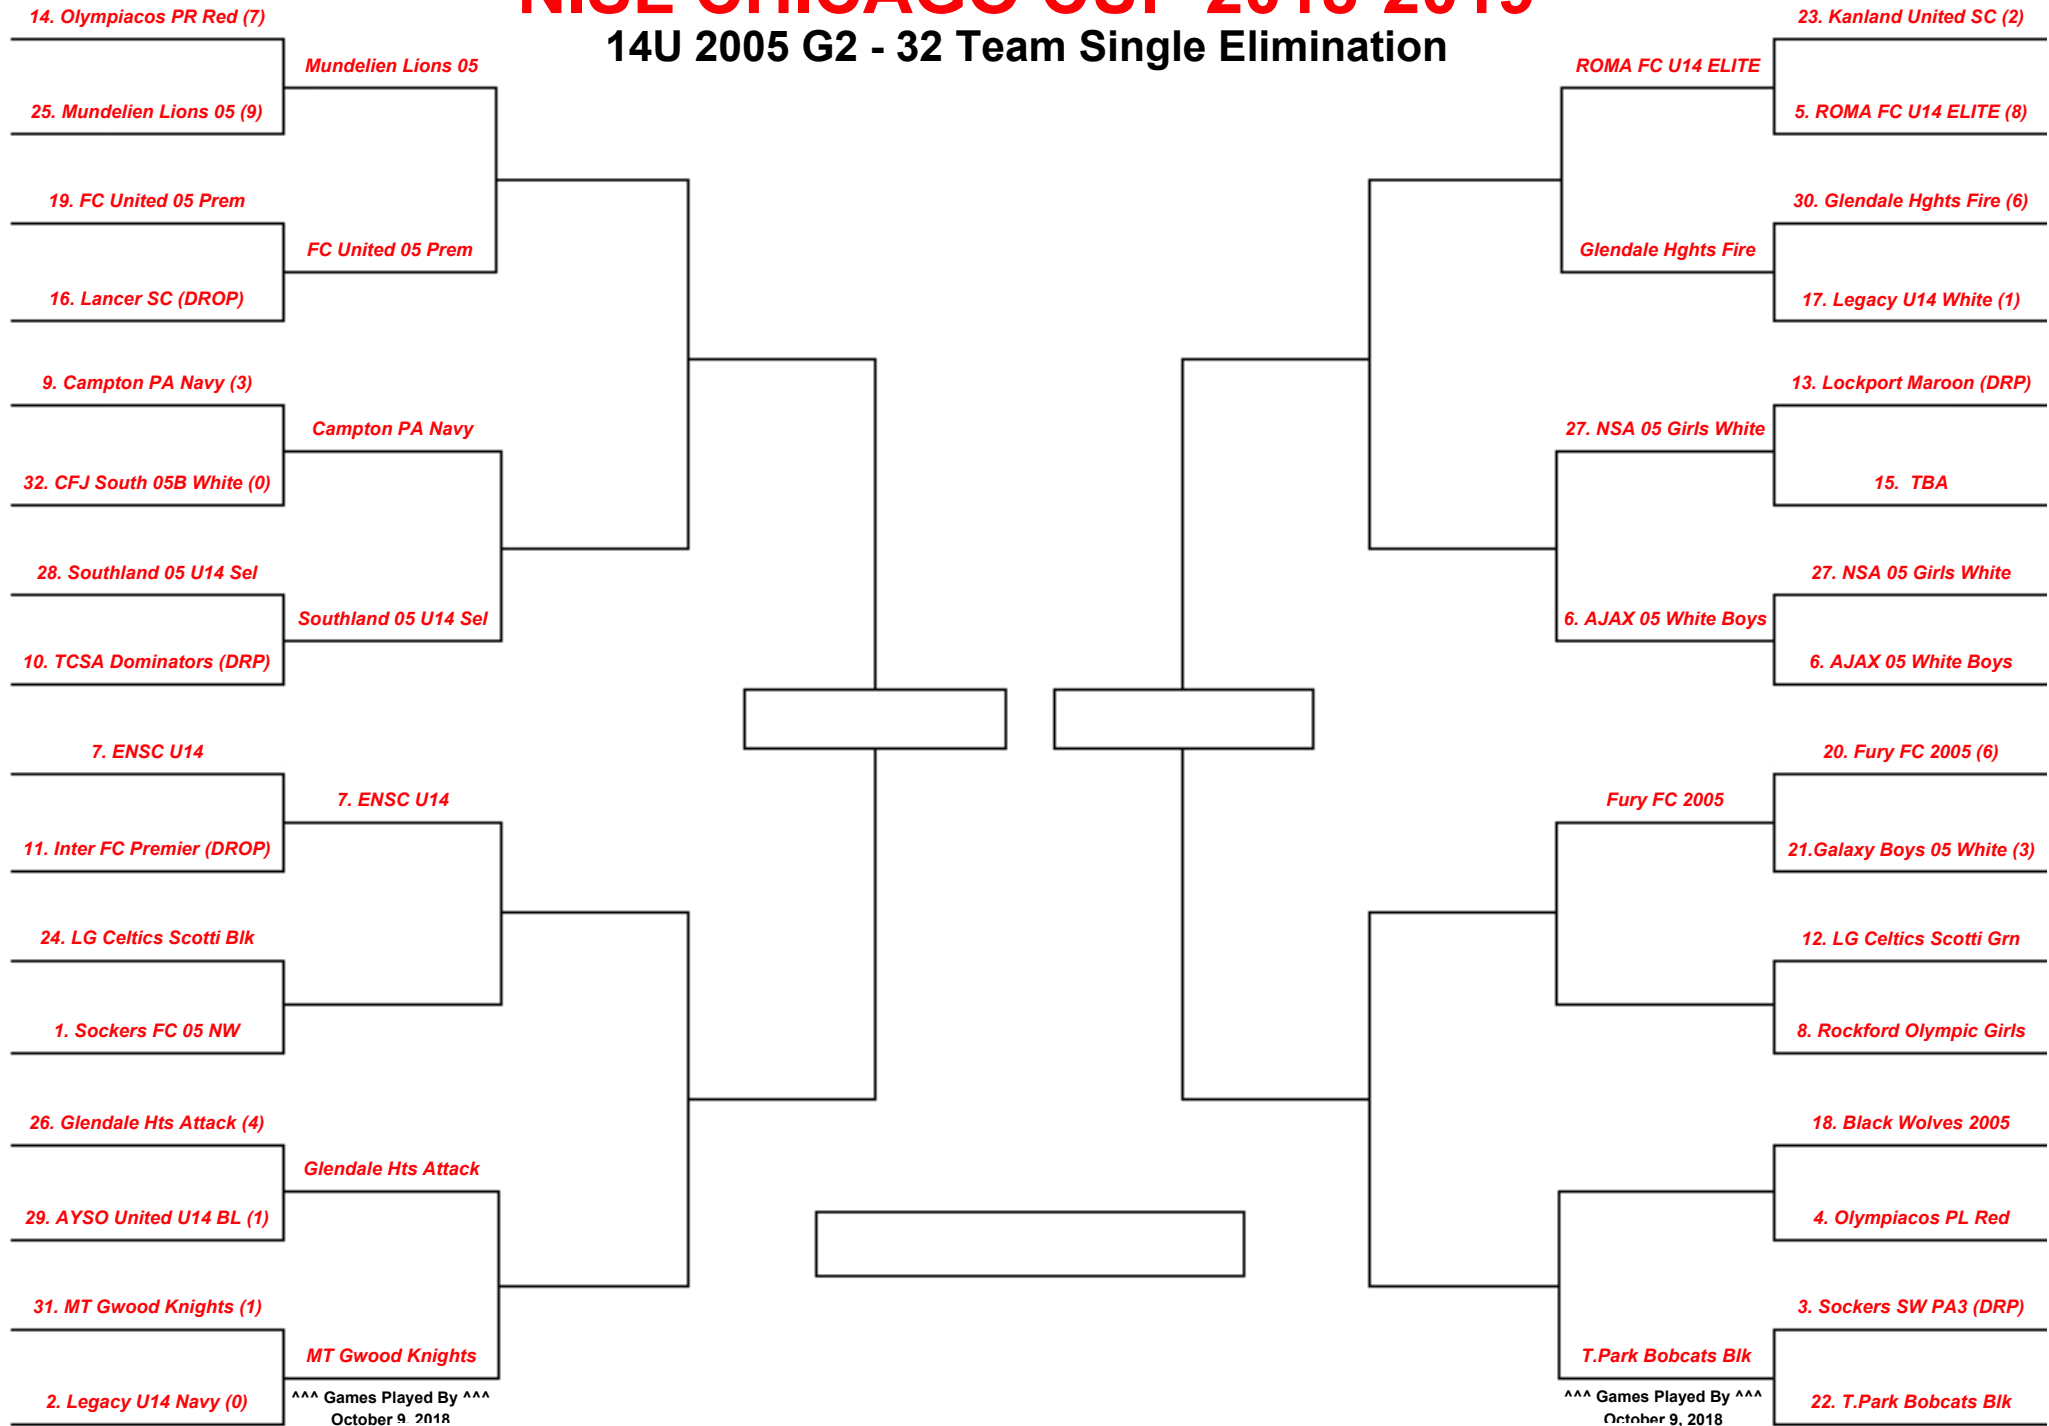 NISL CHICAGO CUP 2018-2019
14U 2005 G2 - 32 Team Single Elimination
14. Olympiacos PR Red (7)
Mundelien Lions 05
25. Mundelien Lions 05 (9)
19. FC United 05 Prem
FC United 05 Prem
16. Lancer SC (DROP)
9. Campton PA Navy (3)
Campton PA Navy
32. CFJ South 05B White (0)
28. Southland 05 U14 Sel
Southland 05 U14 Sel
10. TCSA Dominators (DRP)
7. ENSC U14
7. ENSC U14
11. Inter FC Premier (DROP)
24. LG Celtics Scotti Blk
1. Sockers FC 05 NW
26. Glendale Hts Attack (4)
Glendale Hts Attack
29. AYSO United U14 BL (1)
31. MT Gwood Knights (1)
MT Gwood Knights
2. Legacy U14 Navy (0)
^^^ Games Played By ^^^
October 9, 2018
23. Kanland United SC (2)
ROMA FC U14 ELITE
5. ROMA FC U14 ELITE (8)
30. Glendale Hghts Fire (6)
Glendale Hghts Fire
17. Legacy U14 White (1)
13. Lockport Maroon (DRP)
27. NSA 05 Girls White
15. TBA
27. NSA 05 Girls White
6. AJAX 05 White Boys
6. AJAX 05 White Boys
20. Fury FC 2005 (6)
Fury FC 2005
21.Galaxy Boys 05 White (3)
12. LG Celtics Scotti Grn
8. Rockford Olympic Girls
18. Black Wolves 2005
4. Olympiacos PL Red
3. Sockers SW PA3 (DRP)
T.Park Bobcats Blk
22. T.Park Bobcats Blk
^^^ Games Played By ^^^
October 9, 2018